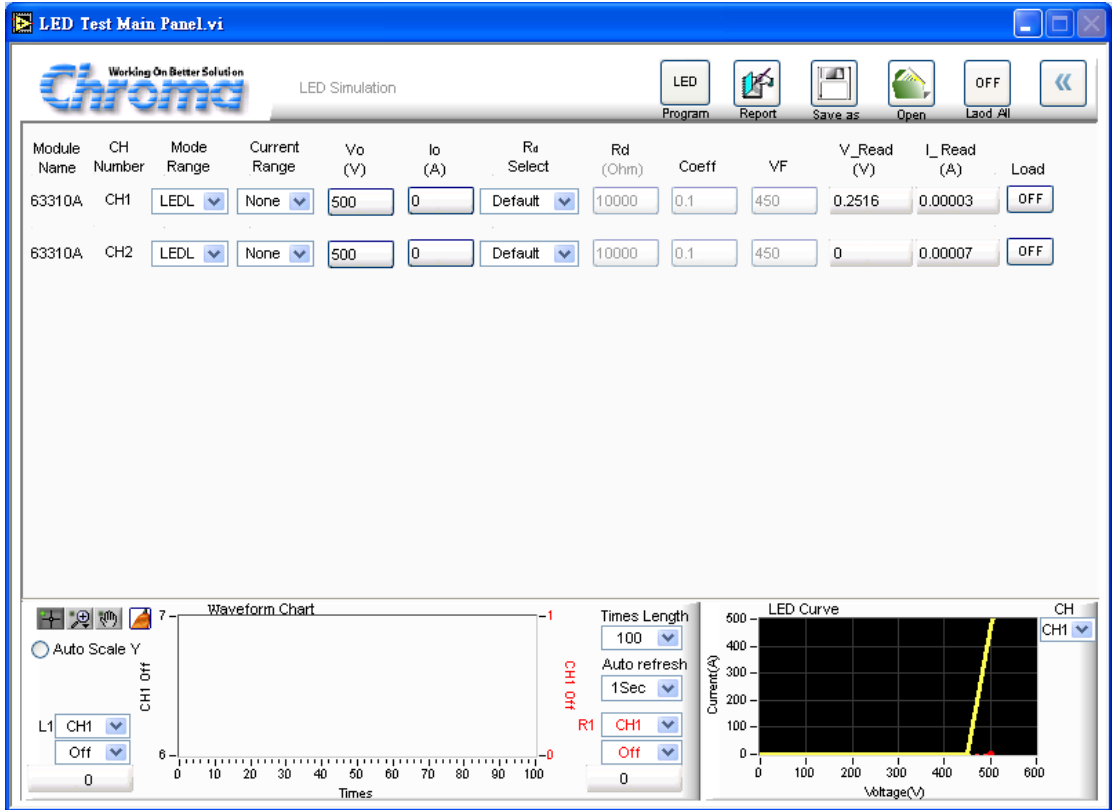 LED Test Main Panel.vi
Working On Better Solution
Chroma
LED Simulation
LED
OFF
Program Report Save as Open Laod All
Module Name CH Number Mode Range Current Range Vo (V) Io (A) Rd Select Rd (Ohm) Coeff VF V_Read (V) I_Read (A) Load
63310A CH1 LEDL None 500 0 Default 10000 0.1 450 0.2516 0.00003 OFF
63310A CH2 LEDL None 500 0 Default 10000 0.1 450 0 0.00007 OFF
Waveform Chart
Auto Scale Y
L1 CH1
Off
0
CH1 Off
7
6
0 10 20 30 40 50 60 70 80 90 100
Times
1
0
CH1 Off
Times Length
100
Auto refresh
1Sec
R1 CH1
Off
0
LED Curve
CH
CH1
Current(A)
500
400
300
200
100
0
0 100 200 300 400 500 600
Voltage(V)